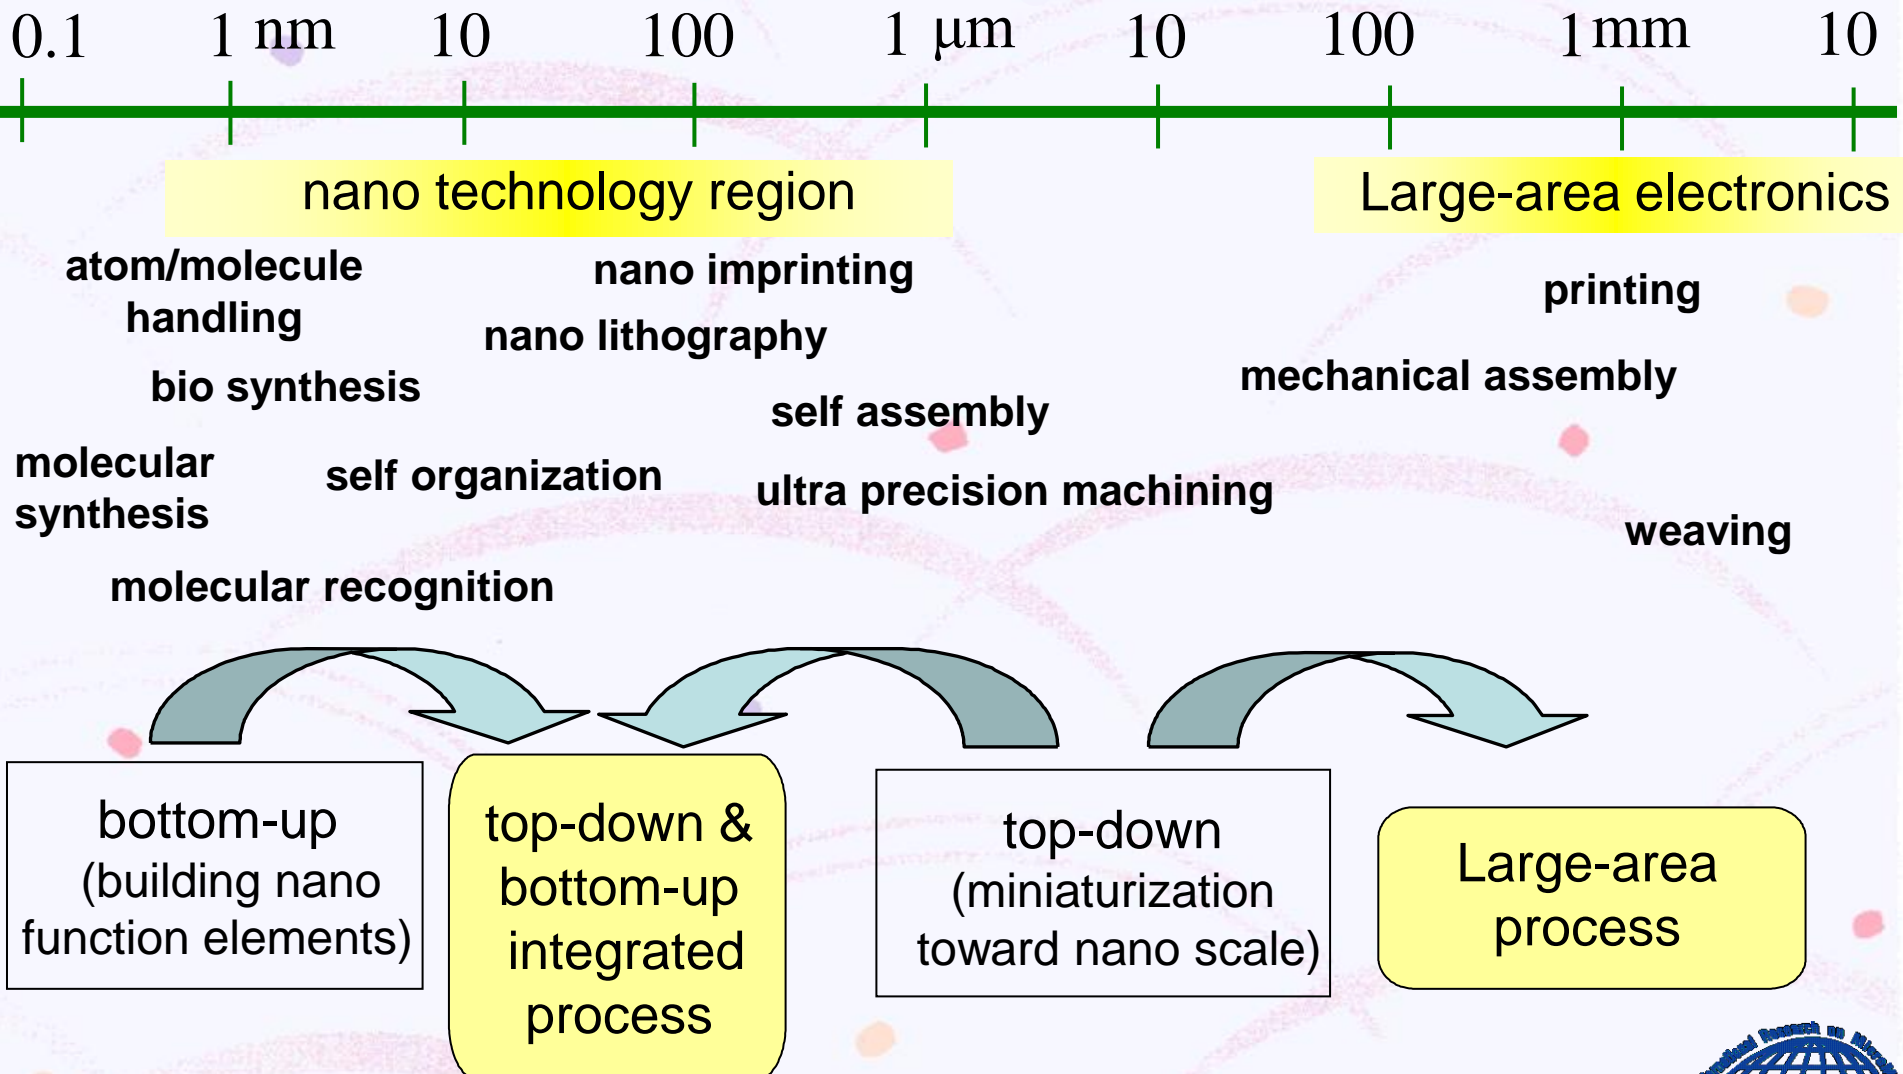 0.1 1 nm 10 100 1 μm 10 100 1mm 10
nano technology region
Large-area electronics
atom/molecule
handling
nano imprinting
printing
nano lithography
bio synthesis
mechanical assembly
self assembly
molecular
synthesis
self organization
ultra precision machining
weaving
molecular recognition
bottom-up
(building nano
function elements)
top-down &
bottom-up
integrated
process
top-down
(miniaturization
toward nano scale)
Large-area
process
Research on